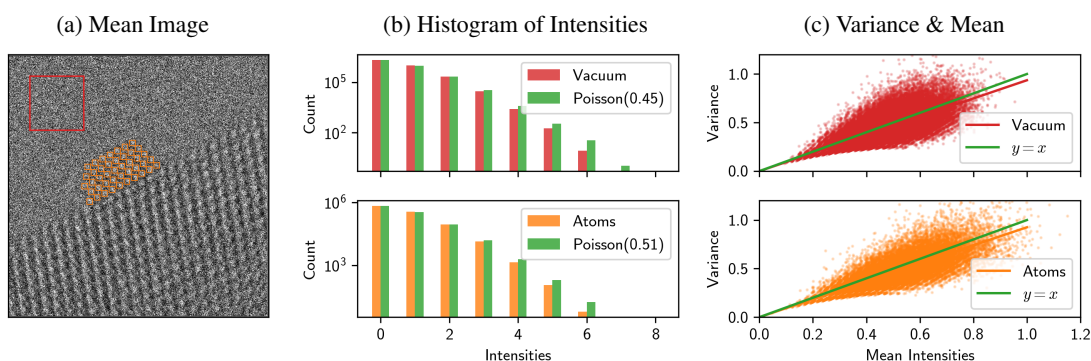 (a) Mean Image
(b) Histogram of Intensities
(c) Variance & Mean
Count
10^5
10^2
Vacuum
Poisson(0.45)
Variance
1.0
0.5
0.0
Vacuum
y = x
Count
10^6
10^3
Atoms
Poisson(0.51)
0 2 4 6 8
Intensities
Variance
1.0
0.5
0.0
Atoms
y = x
0.0 0.2 0.4 0.6 0.8 1.0 1.2
Mean Intensities